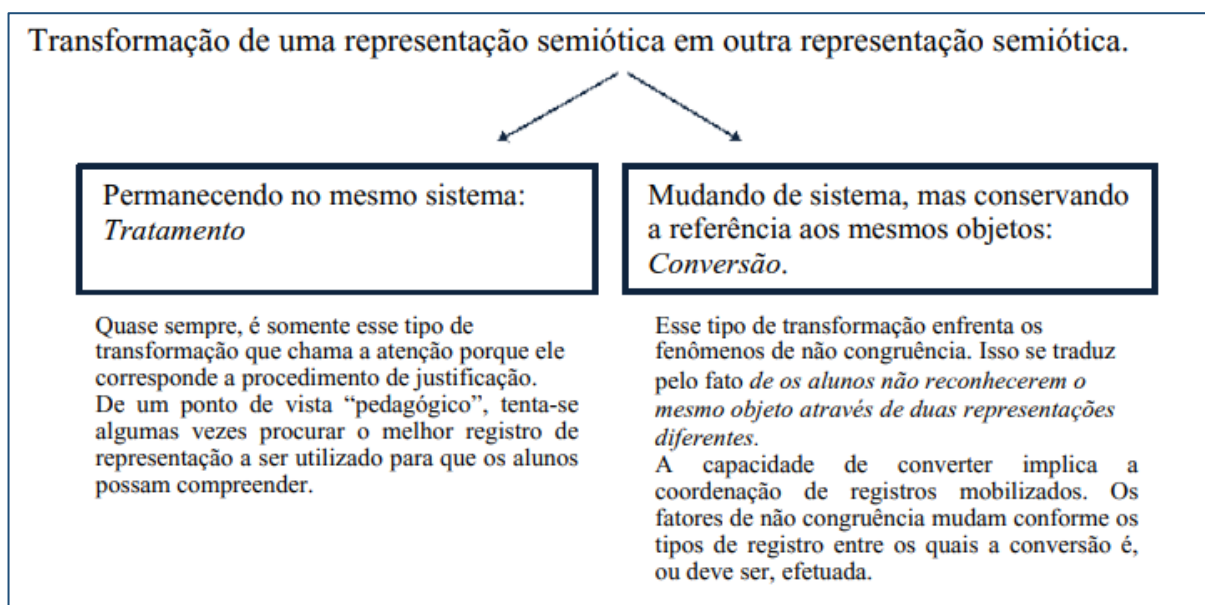 Transformação de uma representação semiótica em outra representação semiótica.
Permanecendo no mesmo sistema:
Tratamento
Quase sempre, é somente esse tipo de
transformação que chama a atenção porque ele
corresponde a procedimento de justificação.
De um ponto de vista “pedagógico”, tenta-se
algumas vezes procurar o melhor registro de
representação a ser utilizado para que os alunos
possam compreender.
Mudando de sistema, mas conservando
a referência aos mesmos objetos:
Conversão.
Esse tipo de transformação enfrenta os
fenômenos de não congruência. Isso se traduz
pelo fato de os alunos não reconhecerem o
mesmo objeto através de duas representações
diferentes.
A capacidade de converter implica a
coordenação de registros mobilizados. Os
fatores de não congruência mudam conforme os
tipos de registro entre os quais a conversão é,
ou deve ser, efetuada.